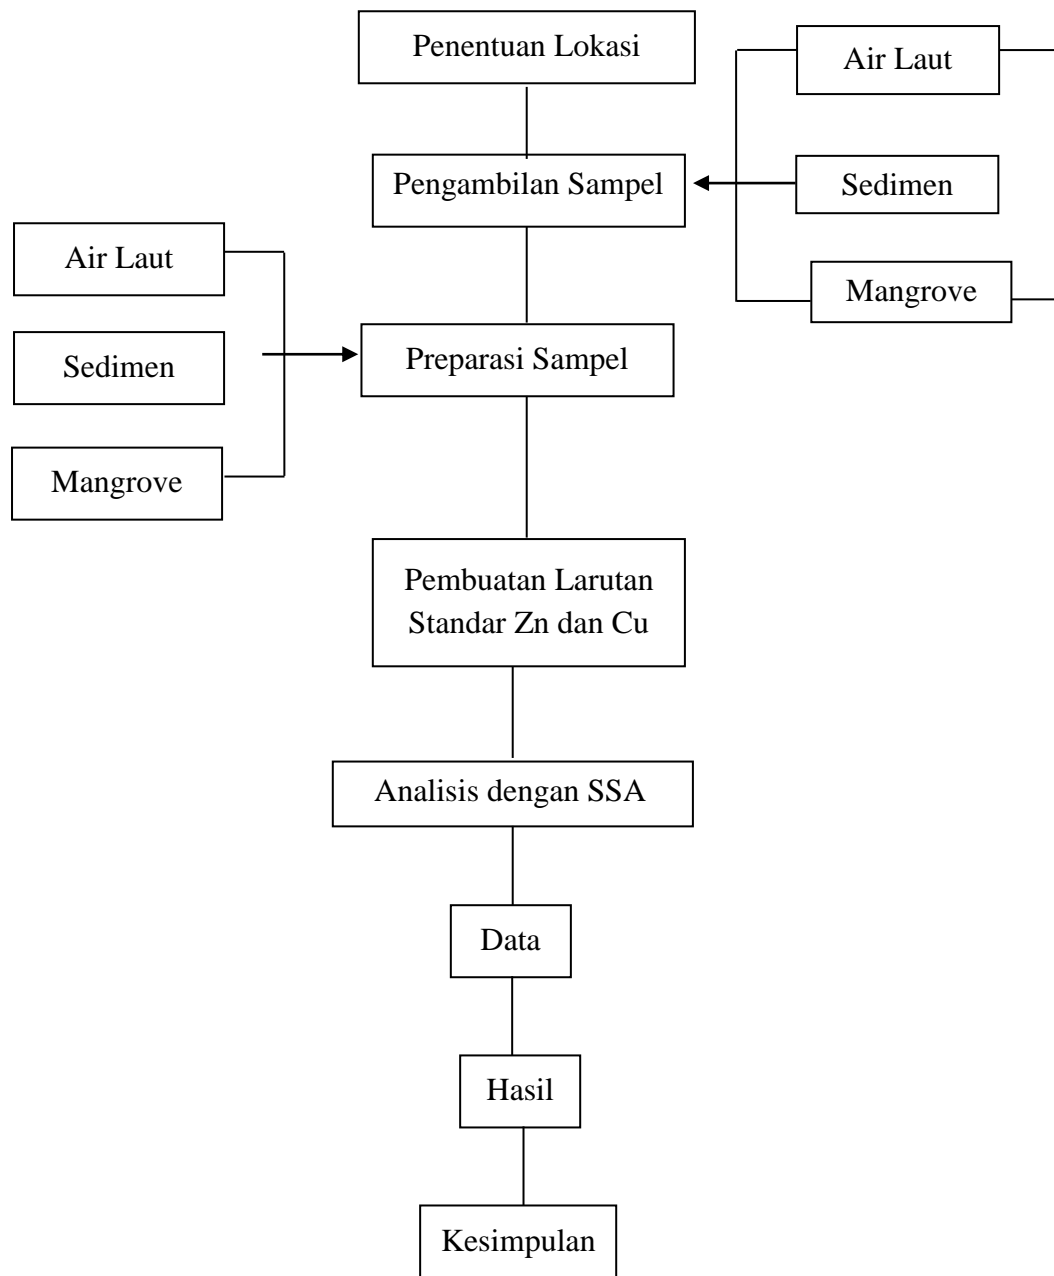 Penentuan Lokasi
Air Laut
Pengambilan Sampel
Sedimen
Mangrove
Air Laut
Sedimen
Preparasi Sampel
Mangrove
Pembuatan Larutan
Standar Zn dan Cu
Analisis dengan SSA
Data
Hasil
Kesimpulan